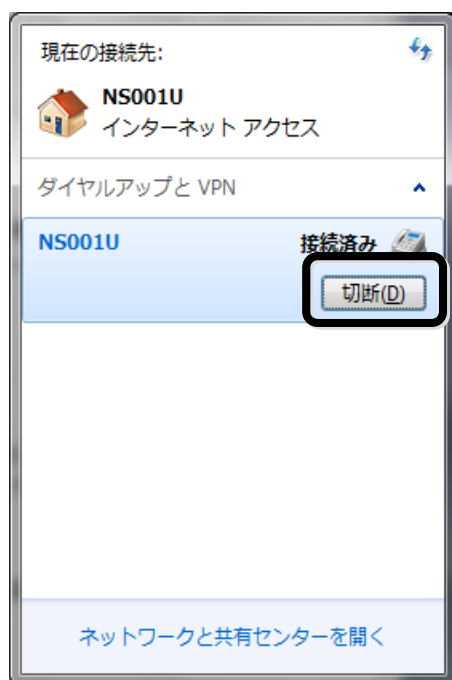 現在の接続先:
NS001U
インターネット アクセス
ダイヤルアップと VPN
NS001U 接続済み
切断(D)
ネットワークと共有センターを開く